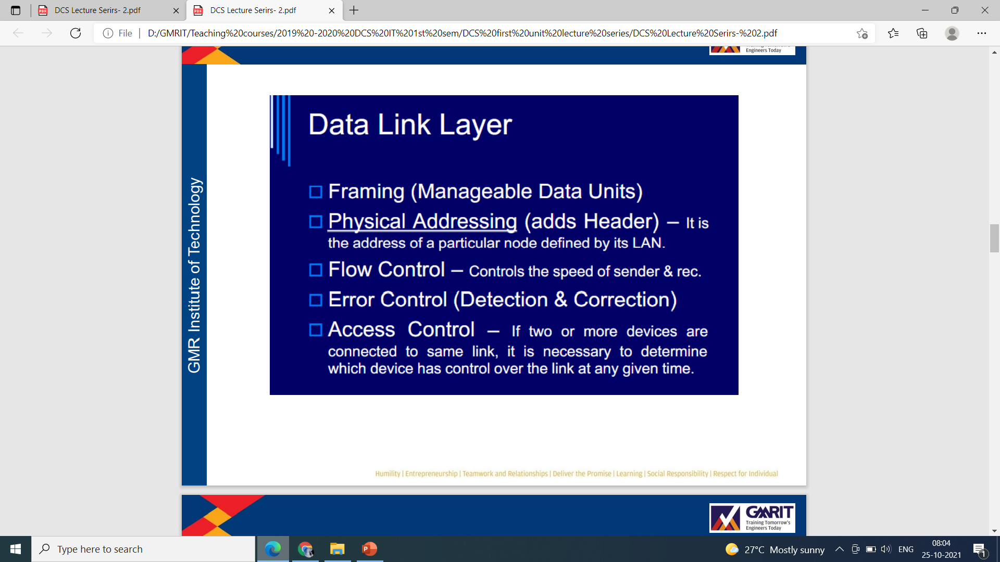 DCS Lecture Serirs- 2.pdf
DCS Lecture Serirs- 2.pdf
File
D:/GMRIT/Teaching%20courses/2019%20-2020%20DCS%20IT%201st%20sem/DCS%20first%20unit%20lecture%20series/DCS%20Lecture%20Serirs-%202.pdf
Engineers Today
GMR Institute of Technology
Data Link Layer
Framing (Manageable Data Units)
Physical Addressing (adds Header) – It is
the address of a particular node defined by its LAN.
Flow Control – Controls the speed of sender & rec.
Error Control (Detection & Correction)
Access Control – If two or more devices are
connected to same link, it is necessary to determine
which device has control over the link at any given time.
Humility | Entrepreneurship | Teamwork and Relationships | Deliver the Promise | Learning | Social Responsibility | Respect for Individual
GMRIT
Training Tomorrow's
Engineers Today
Type here to search
27°C Mostly sunny
ENG
08:04
25-10-2021
1